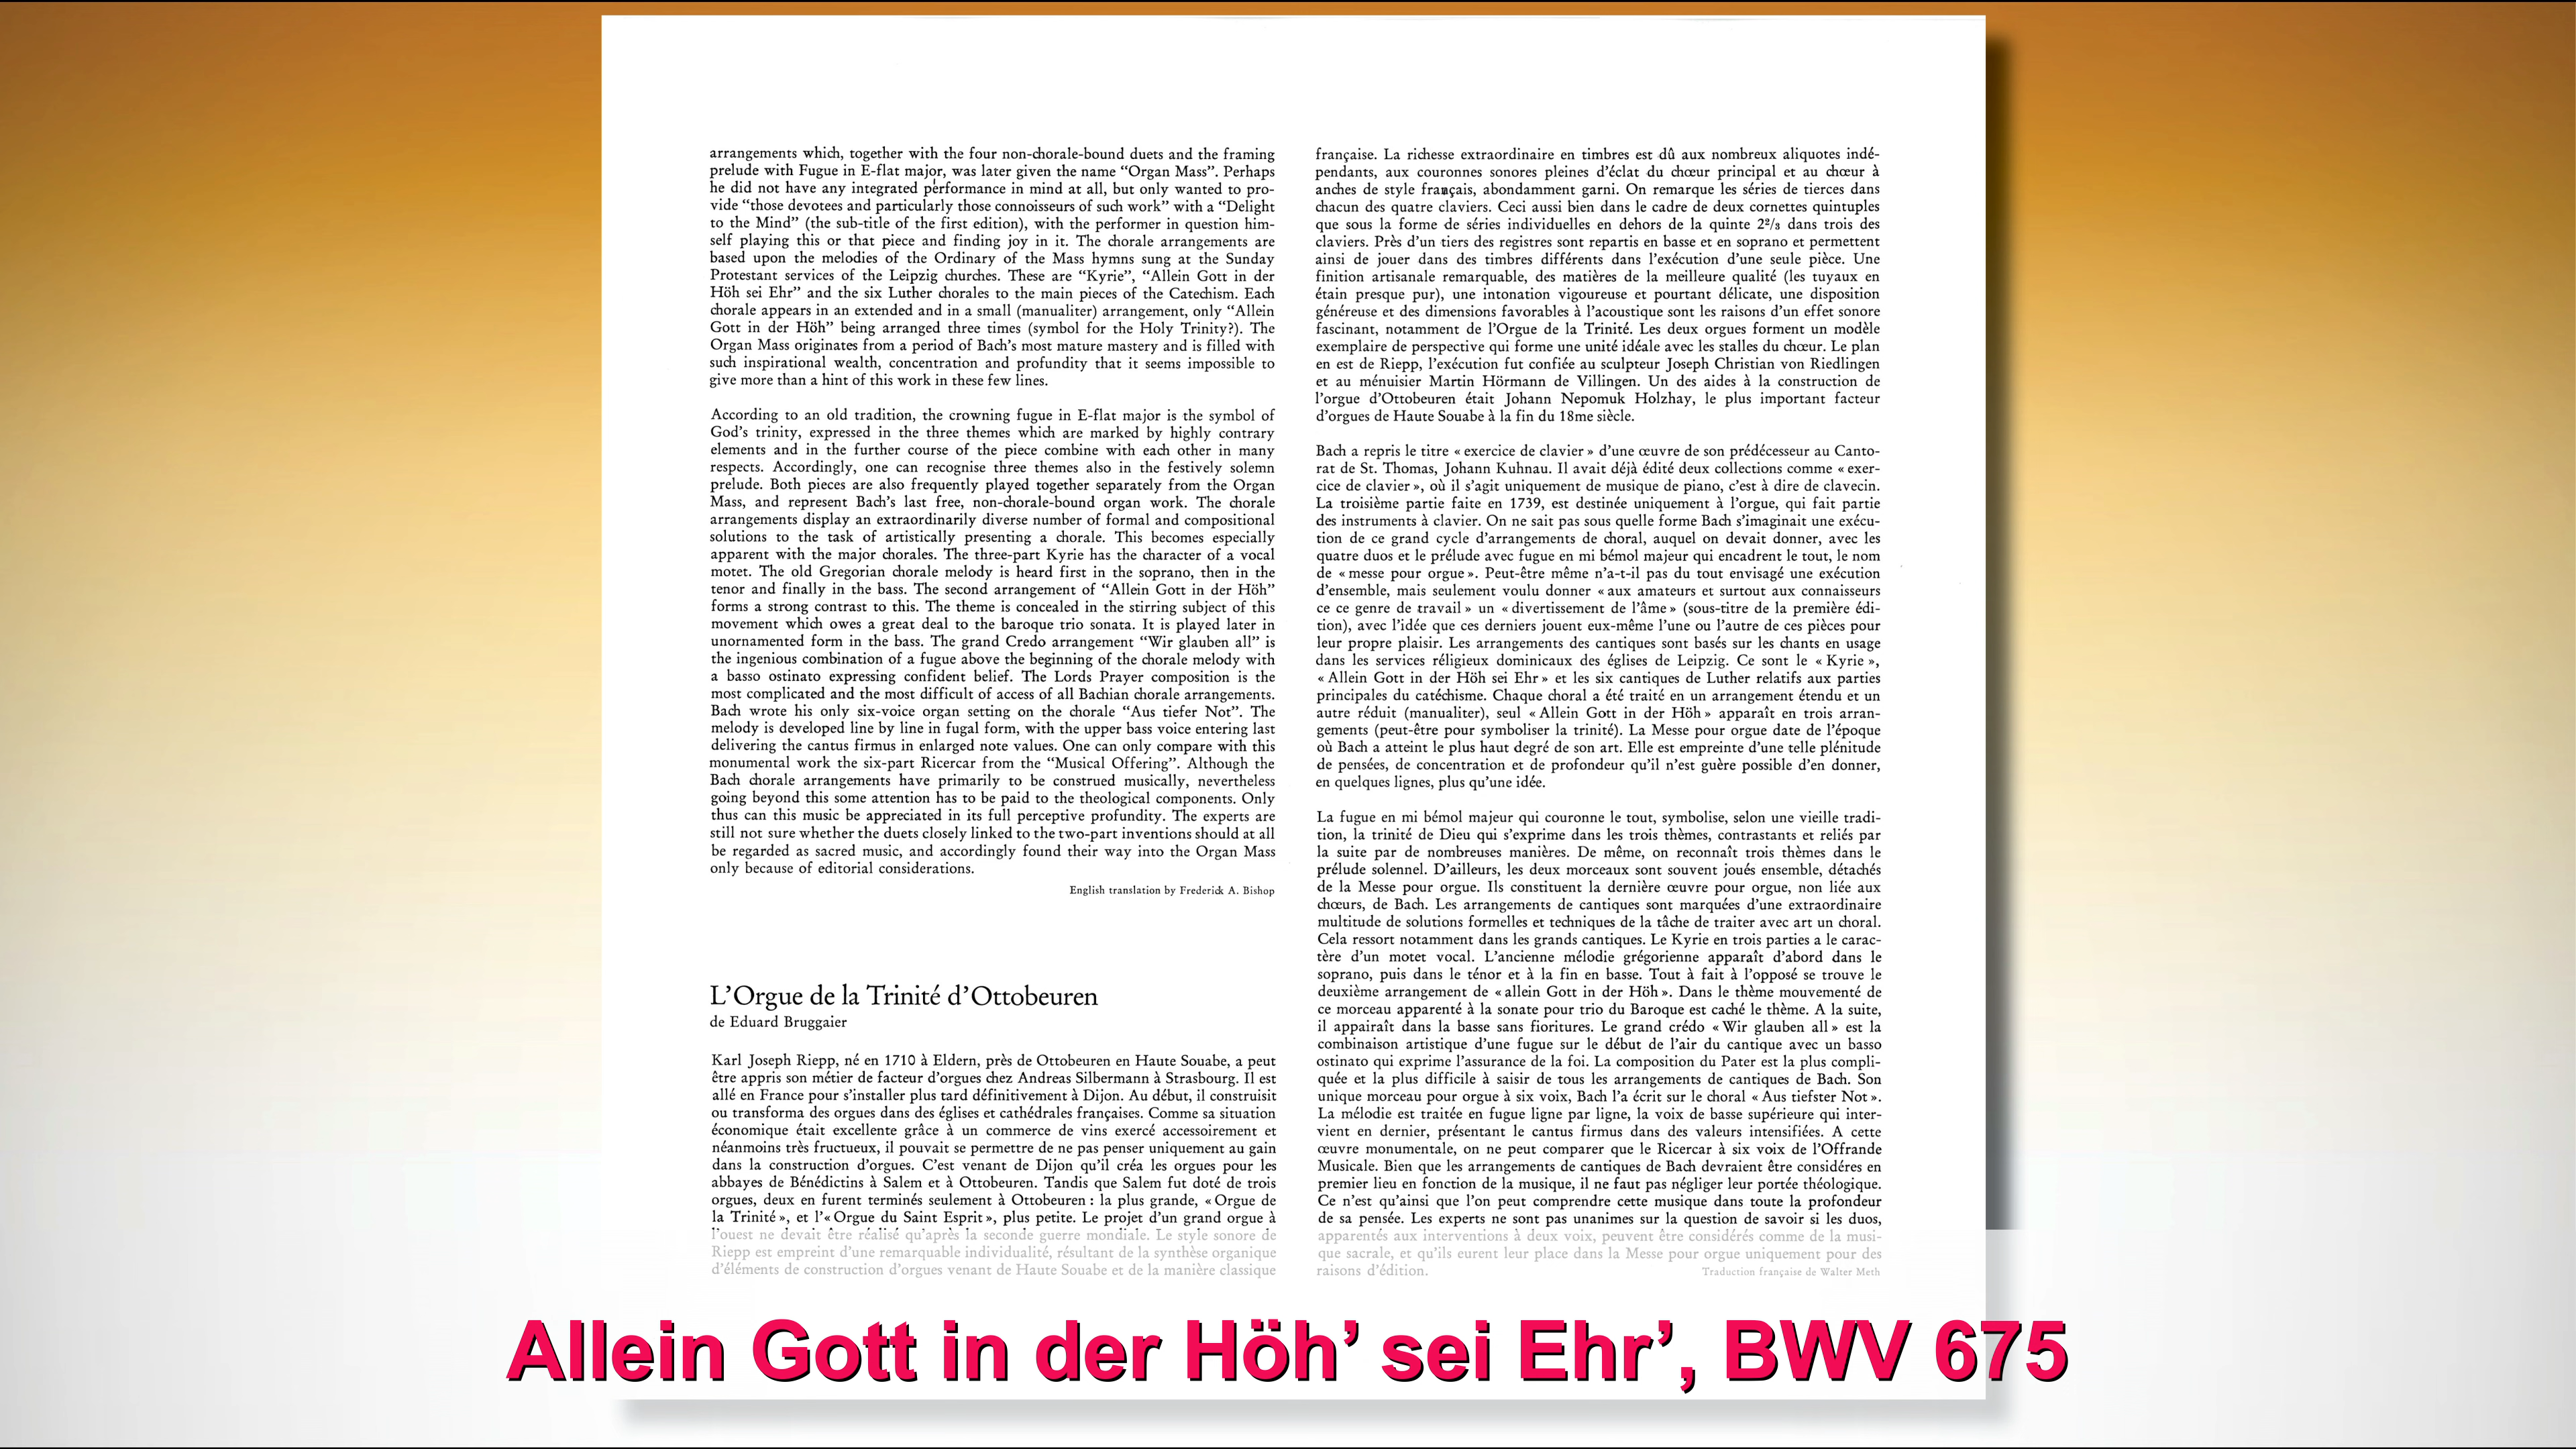 arrangements which, together with the four non-chorale-bound duets and the framing
prelude with Fugue in E-flat major, was later given the name “Organ Mass”. Perhaps
he did not have any integrated performance in mind at all, but only wanted to pro-
vide “those devotees and particularly those connoisseurs of such work” with a “Delight
to the Mind” (the sub-title of the first edition), with the performer in question him-
self playing this or that piece and finding joy in it. The chorale arrangements are
based upon the melodies of the Ordinary of the Mass hymns sung at the Sunday
Protestant services of the Leipzig churches. These are “Kyrie”, “Allein Gott in der
Höh sei Ehr” and the six Luther chorales to the main pieces of the Catechism. Each
chorale appears in an extended and in a small (manualiter) arrangement, only “Allein
Gott in der Höh” being arranged three times (symbol for the Holy Trinity?). The
Organ Mass originates from a period of Bach’s most mature mastery and is filled with
such inspirational wealth, concentration and profundity that it seems impossible to
give more than a hint of this work in these few lines.
According to an old tradition, the crowning fugue in E-flat major is the symbol of
God’s trinity, expressed in the three themes which are marked by highly contrary
elements and in the further course of the piece combine with each other in many
respects. Accordingly, one can recognise three themes also in the festively solemn
prelude. Both pieces are also frequently played together separately from the Organ
Mass, and represent Bach’s last free, non-chorale-bound organ work. The chorale
arrangements display an extraordinarily diverse number of formal and compositional
solutions to the task of artistically presenting a chorale. This becomes especially
apparent with the major chorales. The three-part Kyrie has the character of a vocal
motet. The old Gregorian chorale melody is heard first in the soprano, then in the
tenor and finally in the bass. The second arrangement of “Allein Gott in der Höh”
forms a strong contrast to this. The theme is concealed in the stirring subject of this
movement which owes a great deal to the baroque trio sonata. It is played later in
unornamented form in the bass. The grand Credo arrangement “Wir glauben all” is
the ingenious combination of a fugue above the beginning of the chorale melody with
a basso ostinato expressing confident belief. The Lords Prayer composition is the
most complicated and the most difficult of access of all Bachian chorale arrangements.
Bach wrote his only six-voice organ setting on the chorale “Aus tiefer Not”. The
melody is developed line by line in fugal form, with the upper bass voice entering last
delivering the cantus firmus in enlarged note values. One can only compare with this
monumental work the six-part Ricercar from the “Musical Offering”. Although the
Bach chorale arrangements have primarily to be construed musically, nevertheless
going beyond this some attention has to be paid to the theological components. Only
thus can this music be appreciated in its full perceptive profundity. The experts are
still not sure whether the duets closely linked to the two-part inventions should at all
be regarded as sacred music, and accordingly found their way into the Organ Mass
only because of editorial considerations.
English translation by Frederick A. Bishop
L’Orgue de la Trinité d’Ottobeuren
de Eduard Bruggaier
Karl Joseph Riepp, né en 1710 à Eldern, près de Ottobeuren en Haute Souabe, a peut
être appris son métier de facteur d’orgues chez Andreas Silbermann à Strasbourg. Il est
allé en France pour s’installer plus tard définitivement à Dijon. Au début, il construisit
ou transforma des orgues dans des églises et cathédrales françaises. Comme sa situation
économique était excellente grâce à un commerce de vins exercé accessoirement et
néanmoins très fructueux, il pouvait se permettre de ne pas penser uniquement au gain
dans la construction d’orgues. C’est venant de Dijon qu’il créa les orgues pour les
abbayes de Bénédictins à Salem et à Ottobeuren. Tandis que Salem fut doté de trois
orgues, deux en furent terminés seulement à Ottobeuren : la plus grande, « Orgue de
la Trinité », et l’« Orgue du Saint Esprit », plus petite. Le projet d’un grand orgue à
l’ouest ne devait être réalisé qu’après la seconde guerre mondiale. Le style sonore de
Riepp est empreint d’une remarquable individualité, résultant de la synthèse organique
d’éléments de construction d’orgues venant de Haute Souabe et de la manière classique
française. La richesse extraordinaire en timbres est dû aux nombreux aliquotes indé-
pendants, aux couronnes sonores pleines d’éclat du chœur principal et au chœur à
anches de style français, abondamment garni. On remarque les séries de tierces dans
chacun des quatre claviers. Ceci aussi bien dans le cadre de deux cornettes quintuples
que sous la forme de séries individuelles en dehors de la quinte 2²/₃ dans trois des
claviers. Près d’un tiers des registres sont repartis en basse et en soprano et permettent
ainsi de jouer dans des timbres différents dans l’exécution d’une seule pièce. Une
finition artisanale remarquable, des matières de la meilleure qualité (les tuyaux en
étain presque pur), une intonation vigoureuse et pourtant délicate, une disposition
généreuse et des dimensions favorables à l’acoustique sont les raisons d’un effet sonore
fascinant, notamment de l’Orgue de la Trinité. Les deux orgues forment un modèle
exemplaire de perspective qui forme une unité idéale avec les stalles du chœur. Le plan
en est de Riepp, l’exécution fut confiée au sculpteur Joseph Christian von Riedlingen
et au ménuisier Martin Hörmann de Villingen. Un des aides à la construction de
l’orgue d’Ottobeuren était Johann Nepomuk Holzhay, le plus important facteur
d’orgues de Haute Souabe à la fin du 18me siècle.
Bach a repris le titre « exercice de clavier » d’une œuvre de son prédécesseur au Canto-
rat de St. Thomas, Johann Kuhnau. Il avait déjà édité deux collections comme « exer-
cice de clavier », où il s’agit uniquement de musique de piano, c’est à dire de clavecin.
La troisième partie faite en 1739, est destinée uniquement à l’orgue, qui fait partie
des instruments à clavier. On ne sait pas sous quelle forme Bach s’imaginait une exécu-
tion de ce grand cycle d’arrangements de choral, auquel on devait donner, avec les
quatre duos et le prélude avec fugue en mi bémol majeur qui encadrent le tout, le nom
de « messe pour orgue ». Peut-être même n’a-t-il pas du tout envisagé une exécution
d’ensemble, mais seulement voulu donner « aux amateurs et surtout aux connaisseurs
ce ce genre de travail » un « divertissement de l’âme » (sous-titre de la première édi-
tion), avec l’idée que ces derniers jouent eux-même l’une ou l’autre de ces pièces pour
leur propre plaisir. Les arrangements des cantiques sont basés sur les chants en usage
dans les services réligieux dominicaux des églises de Leipzig. Ce sont le « Kyrie »,
« Allein Gott in der Höh sei Ehr » et les six cantiques de Luther relatifs aux parties
principales du catéchisme. Chaque choral a été traité en un arrangement étendu et un
autre réduit (manualiter), seul « Allein Gott in der Höh » apparaît en trois arran-
gements (peut-être pour symboliser la trinité). La Messe pour orgue date de l’époque
où Bach a atteint le plus haut degré de son art. Elle est empreinte d’une telle plénitude
de pensées, de concentration et de profondeur qu’il n’est guère possible d’en donner,
en quelques lignes, plus qu’une idée.
La fugue en mi bémol majeur qui couronne le tout, symbolise, selon une vieille tradi-
tion, la trinité de Dieu qui s’exprime dans les trois thèmes, contrastants et reliés par
la suite par de nombreuses manières. De même, on reconnaît trois thèmes dans le
prélude solennel. D’ailleurs, les deux morceaux sont souvent joués ensemble, détachés
de la Messe pour orgue. Ils constituent la dernière œuvre pour orgue, non liée aux
chœurs, de Bach. Les arrangements de cantiques sont marquées d’une extraordinaire
multitude de solutions formelles et techniques de la tâche de traiter avec art un choral.
Cela ressort notamment dans les grands cantiques. Le Kyrie en trois parties a le carac-
tère d’un motet vocal. L’ancienne mélodie grégorienne apparaît d’abord dans le
soprano, puis dans le ténor et à la fin en basse. Tout à fait à l’opposé se trouve le
deuxième arrangement de « allein Gott in der Höh ». Dans le thème mouvementé de
ce morceau apparenté à la sonate pour trio du Baroque est caché le thème. A la suite,
il appairaît dans la basse sans fioritures. Le grand crédo « Wir glauben all » est la
combinaison artistique d’une fugue sur le début de l’air du cantique avec un basso
ostinato qui exprime l’assurance de la foi. La composition du Pater est la plus compli-
quée et la plus difficile à saisir de tous les arrangements de cantiques de Bach. Son
unique morceau pour orgue à six voix, Bach l’a écrit sur le choral « Aus tiefster Not ».
La mélodie est traitée en fugue ligne par ligne, la voix de basse supérieure qui inter-
vient en dernier, présentant le cantus firmus dans des valeurs intensifiées. A cette
œuvre monumentale, on ne peut comparer que le Ricercar à six voix de l’Offrande
Musicale. Bien que les arrangements de cantiques de Bach devraient être considéres en
premier lieu en fonction de la musique, il ne faut pas négliger leur portée théologique.
Ce n’est qu’ainsi que l’on peut comprendre cette musique dans toute la profondeur
de sa pensée. Les experts ne sont pas unanimes sur la question de savoir si les duos,
apparentés aux interventions à deux voix, peuvent être considérés comme de la musi-
que sacrale, et qu’ils eurent leur place dans la Messe pour orgue uniquement pour des
raisons d’édition.
Traduction française de Walter Meth
Allein Gott in der Höh’ sei Ehr’, BWV 675